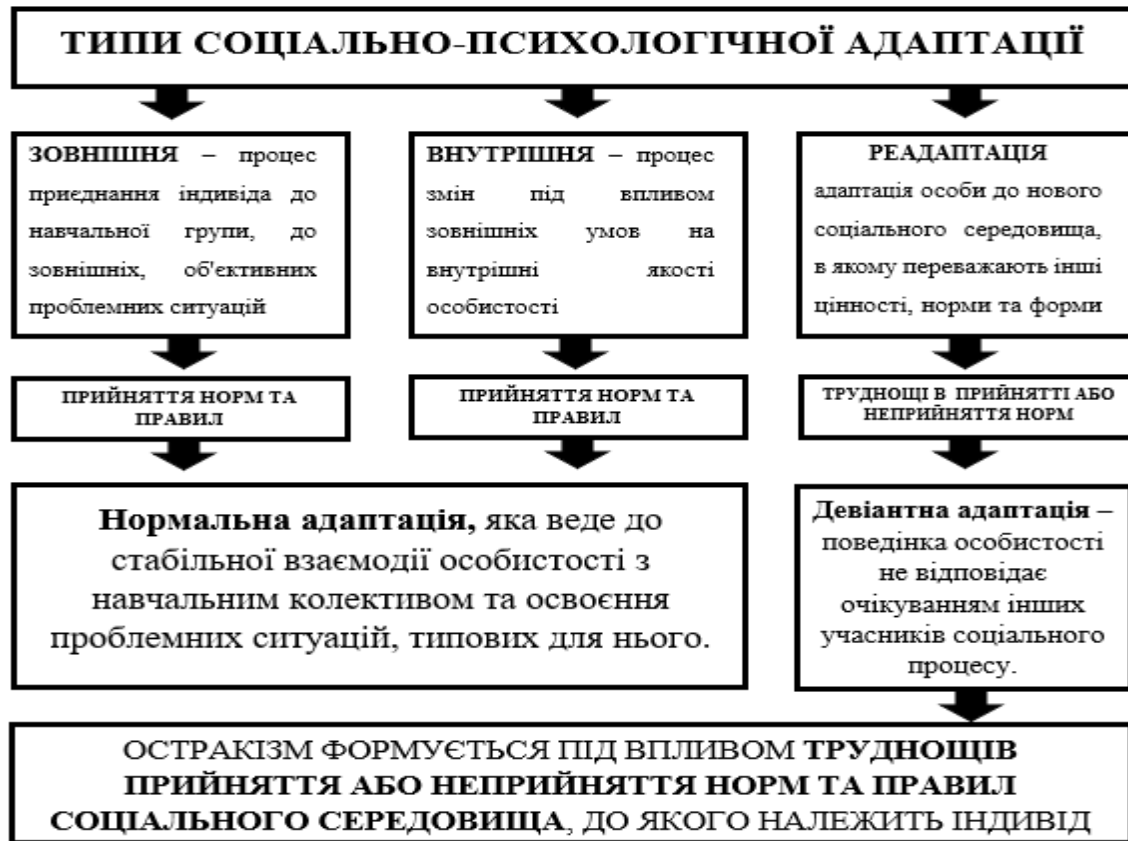 ТИПИ СОЦІАЛЬНО-ПСИХОЛОГІЧНОЇ АДАПТАЦІЇ
ЗОВНІШНЯ – процес
приєднання індивіда до
навчальної групи, до
зовнішніх, об'єктивних
проблемних ситуацій
ВНУТРІШНЯ – процес
змін під впливом
зовнішніх умов на
внутрішні якості
особистості
РЕАДАПТАЦІЯ
адаптація особи до нового
соціального середовища,
в якому переважають інші
цінності, норми та форми
ПРИЙНЯТТЯ НОРМ ТА
ПРАВИЛ
ПРИЙНЯТТЯ НОРМ ТА
ПРАВИЛ
ТРУДНОЩІ В ПРИЙНЯТІ АБО
НЕПРИЙНЯТТЯ НОРМ
Нормальна адаптація, яка веде до
стабільної взаємодії особистості з
навчальним колективом та освоєння
проблемних ситуацій, типових для нього.
Девіантна адаптація –
поведінка особистості
не відповідає
очікуванням інших
учасників соціального
процесу.
ОСТРАКІЗМ ФОРМУЄТЬСЯ ПІД ВПЛИВОМ ТРУДНОЩІВ
ПРИЙНЯТТЯ АБО НЕПРИЙНЯТТЯ НОРМ ТА ПРАВИЛ
СОЦІАЛЬНОГО СЕРЕДОВИЩА, ДО ЯКОГО НАЛЕЖИТЬ ІНДИВІД